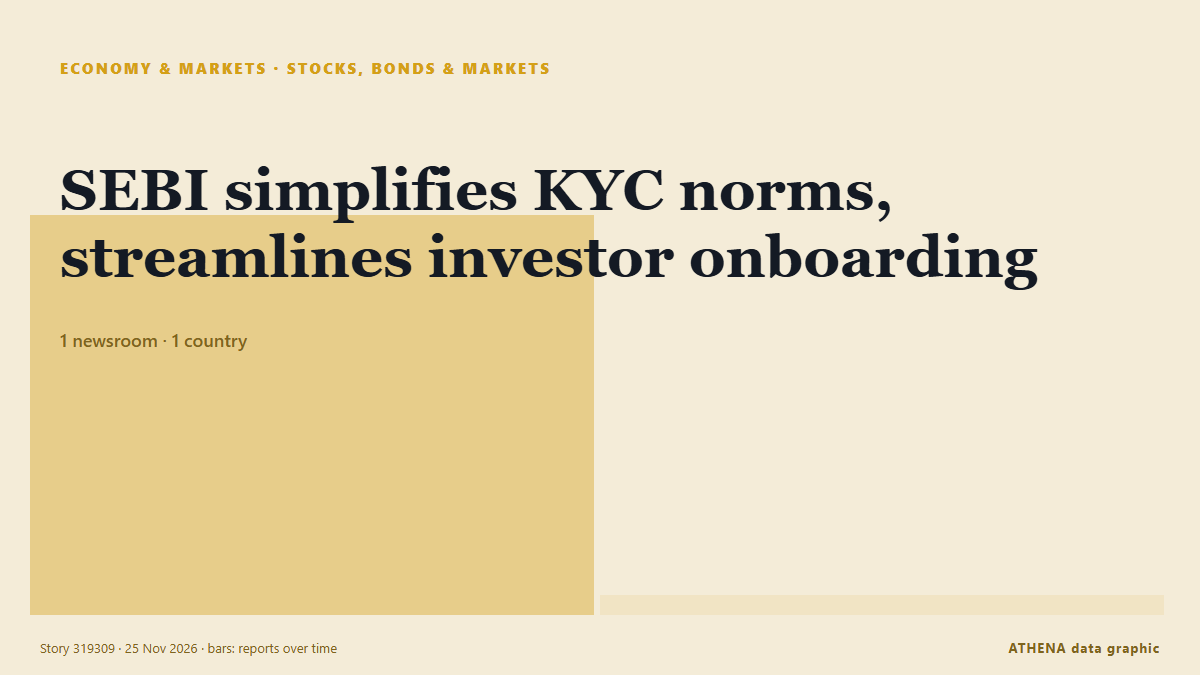 ECONOMY & MARKETS · STOCKS, BONDS & MARKETS
SEBI simplifies KYC norms,
streamlines investor onboarding
1 newsroom · 1 country
Story 319309 · 25 Nov 2026 · bars: reports over time
ATHENA data graphic